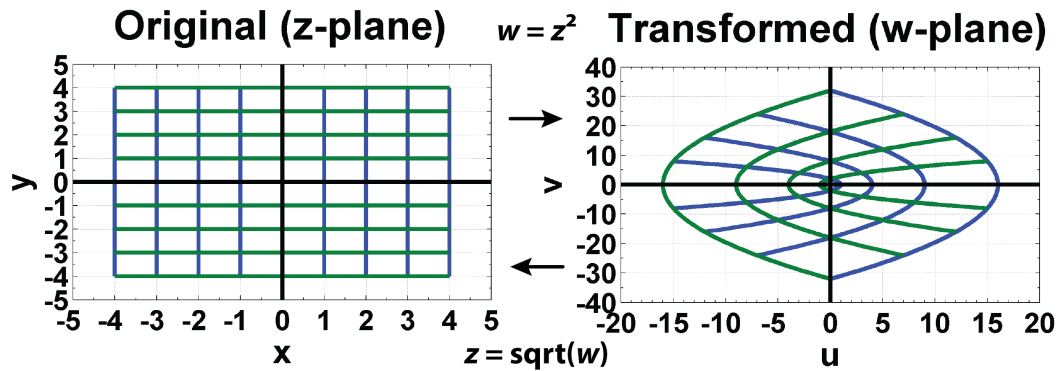 Original (z-plane)
w = z²
Transformed (w-plane)
5
4
3
2
1
0
-1
-2
-3
-4
-5
y
-5 -4 -3 -2 -1 0 1 2 3 4 5
x
z = sqrt(w)
40
30
20
10
0
-10
-20
-30
-40
v
-20 -15 -10 -5 0 5 10 15 20
u